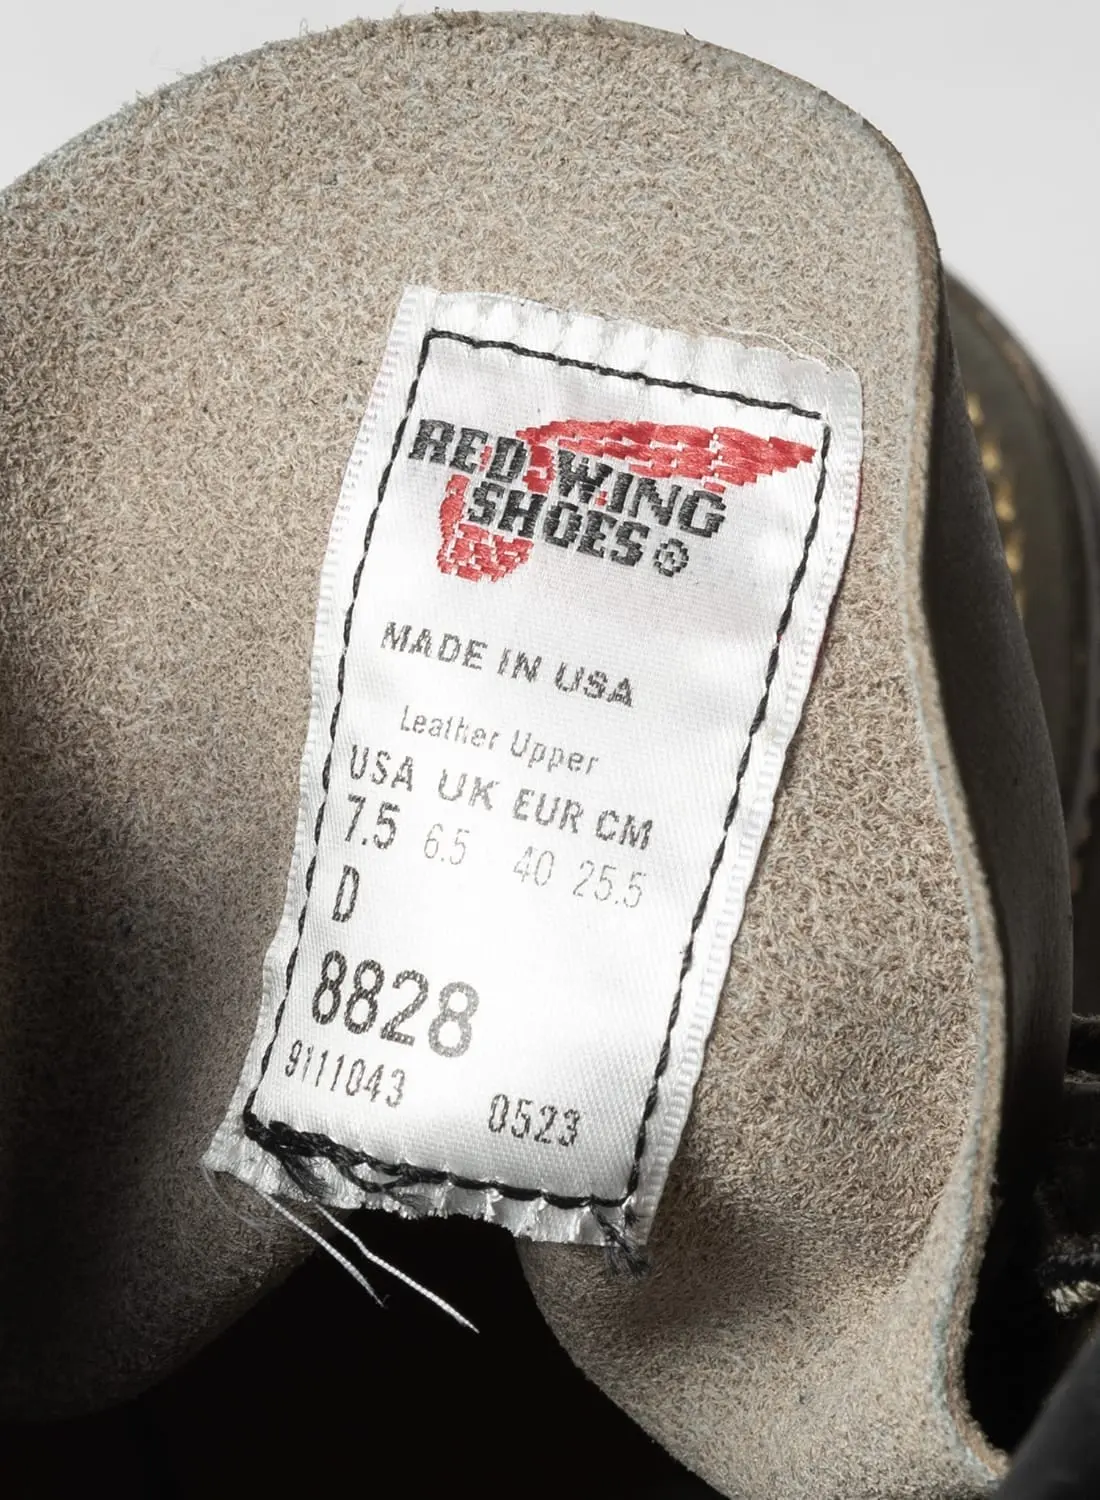 RED WING
SHOES ®
MADE IN USA
Leather Upper
USA UK EUR CM
7.5 6.5 40 25.5
D
8828
9111043 0523